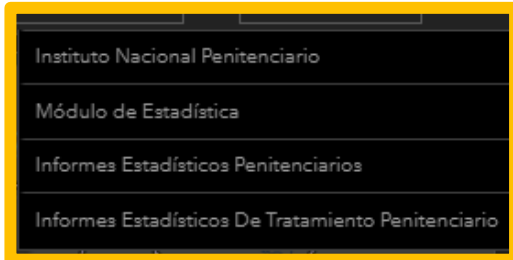 Instituto Nacional Penitenciario
Módulo de Estadística
Informes Estadísticos Penitenciarios
Informes Estadísticos De Tratamiento Penitenciario